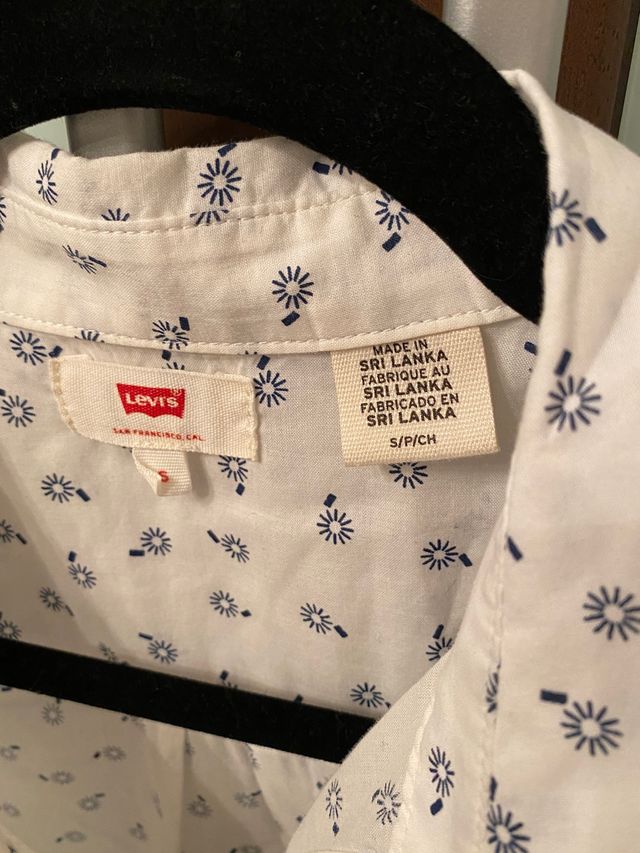 Levi's®
SAN FRANCISCO, CAL.
S
MADE IN
SRI LANKA
FABRIQUE AU
SRI LANKA
FABRICADO EN
SRI LANKA
S/P/CH